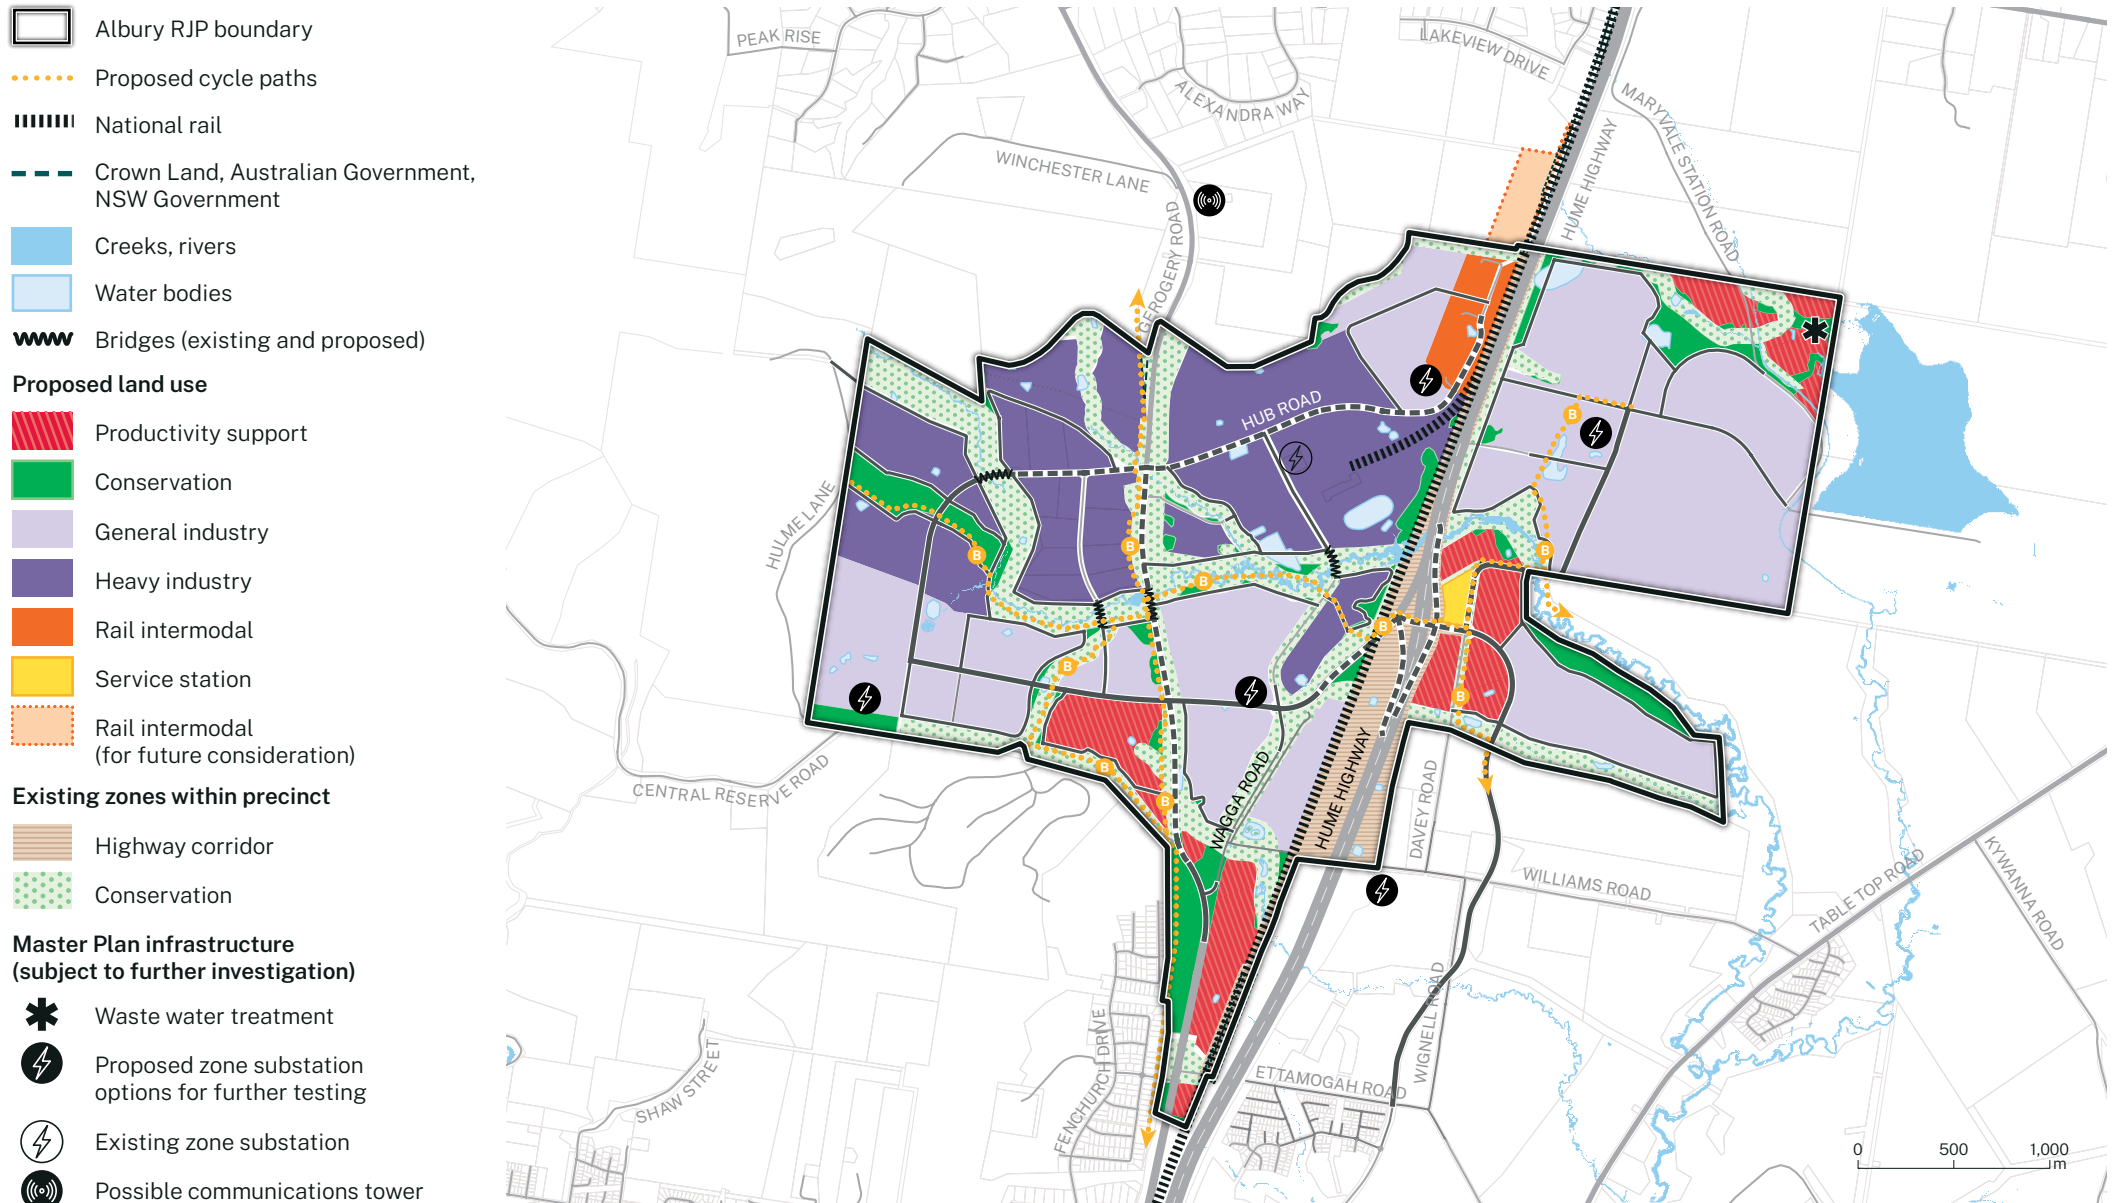 Albury RJP boundary
Proposed cycle paths
National rail
Crown Land, Australian Government,
NSW Government
Creeks, rivers
Water bodies
Bridges (existing and proposed)
Proposed land use
Productivity support
Conservation
General industry
Heavy industry
Rail intermodal
Service station
Rail intermodal
(for future consideration)
Existing zones within precinct
Highway corridor
Conservation
Master Plan infrastructure
(subject to further investigation)
Waste water treatment
Proposed zone substation
options for further testing
Existing zone substation
Possible communications tower
PEAK RISE
LAKEVIEW DRIVE
ALEXANDRA WAY
MARYVALE STATION ROAD
WINCHESTER LANE
HUME HIGHWAY
GEROGERY ROAD
HUB ROAD
HULME LANE
B
B
B
B
B
B
B
B
B
B
B
CENTRAL RESERVE ROAD
WAGGA ROAD
HUME HIGHWAY
DAVEY ROAD
WILLIAMS ROAD
TABLE TOP ROAD
KYWANNA ROAD
WIGNELL ROAD
FENCHURCH DRIVE
SHAW STREET
ETTAMOGAH ROAD
0 500 1,000
m